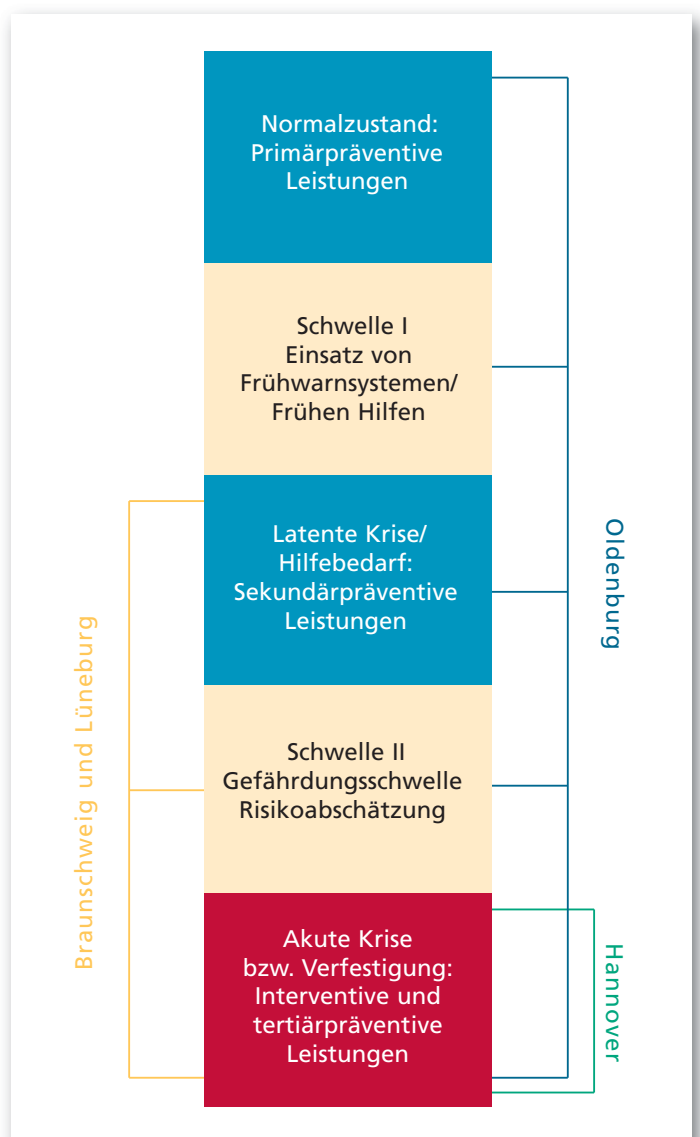 Normalzustand:
Primärpräventive
Leistungen
Schwelle I
Einsatz von
Frühwarnsystemen/
Frühen Hilfen
Latente Krise/
Hilfebedarf:
Sekundärpräventive
Leistungen
Schwelle II
Gefährdungsschwelle
Risikoabschätzung
Akute Krise
bzw. Verfestigung:
Interventive und
tertiärpräventive
Leistungen
Braunschweig und Lüneburg
Oldenburg
Hannover